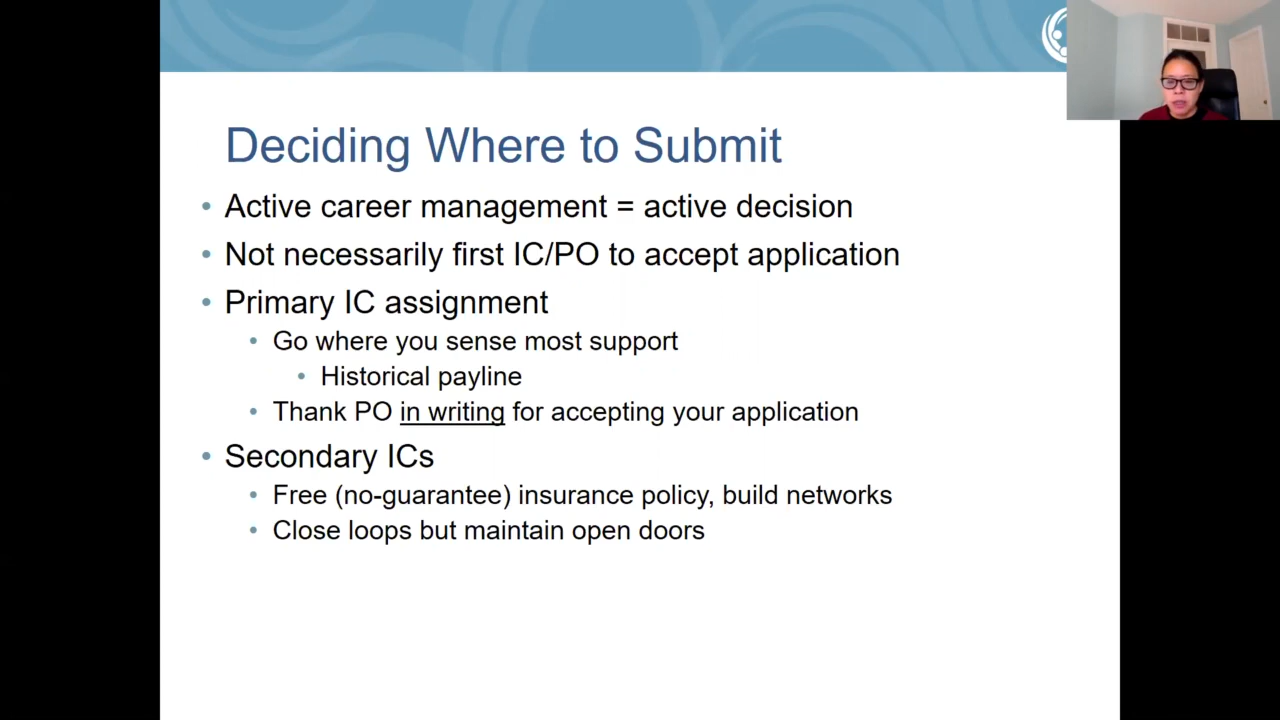 Deciding Where to Submit
• Active career management = active decision
• Not necessarily first IC/PO to accept application
• Primary IC assignment
• Go where you sense most support
• Historical payline
• Thank PO in writing for accepting your application
• Secondary ICs
• Free (no-guarantee) insurance policy, build networks
• Close loops but maintain open doors